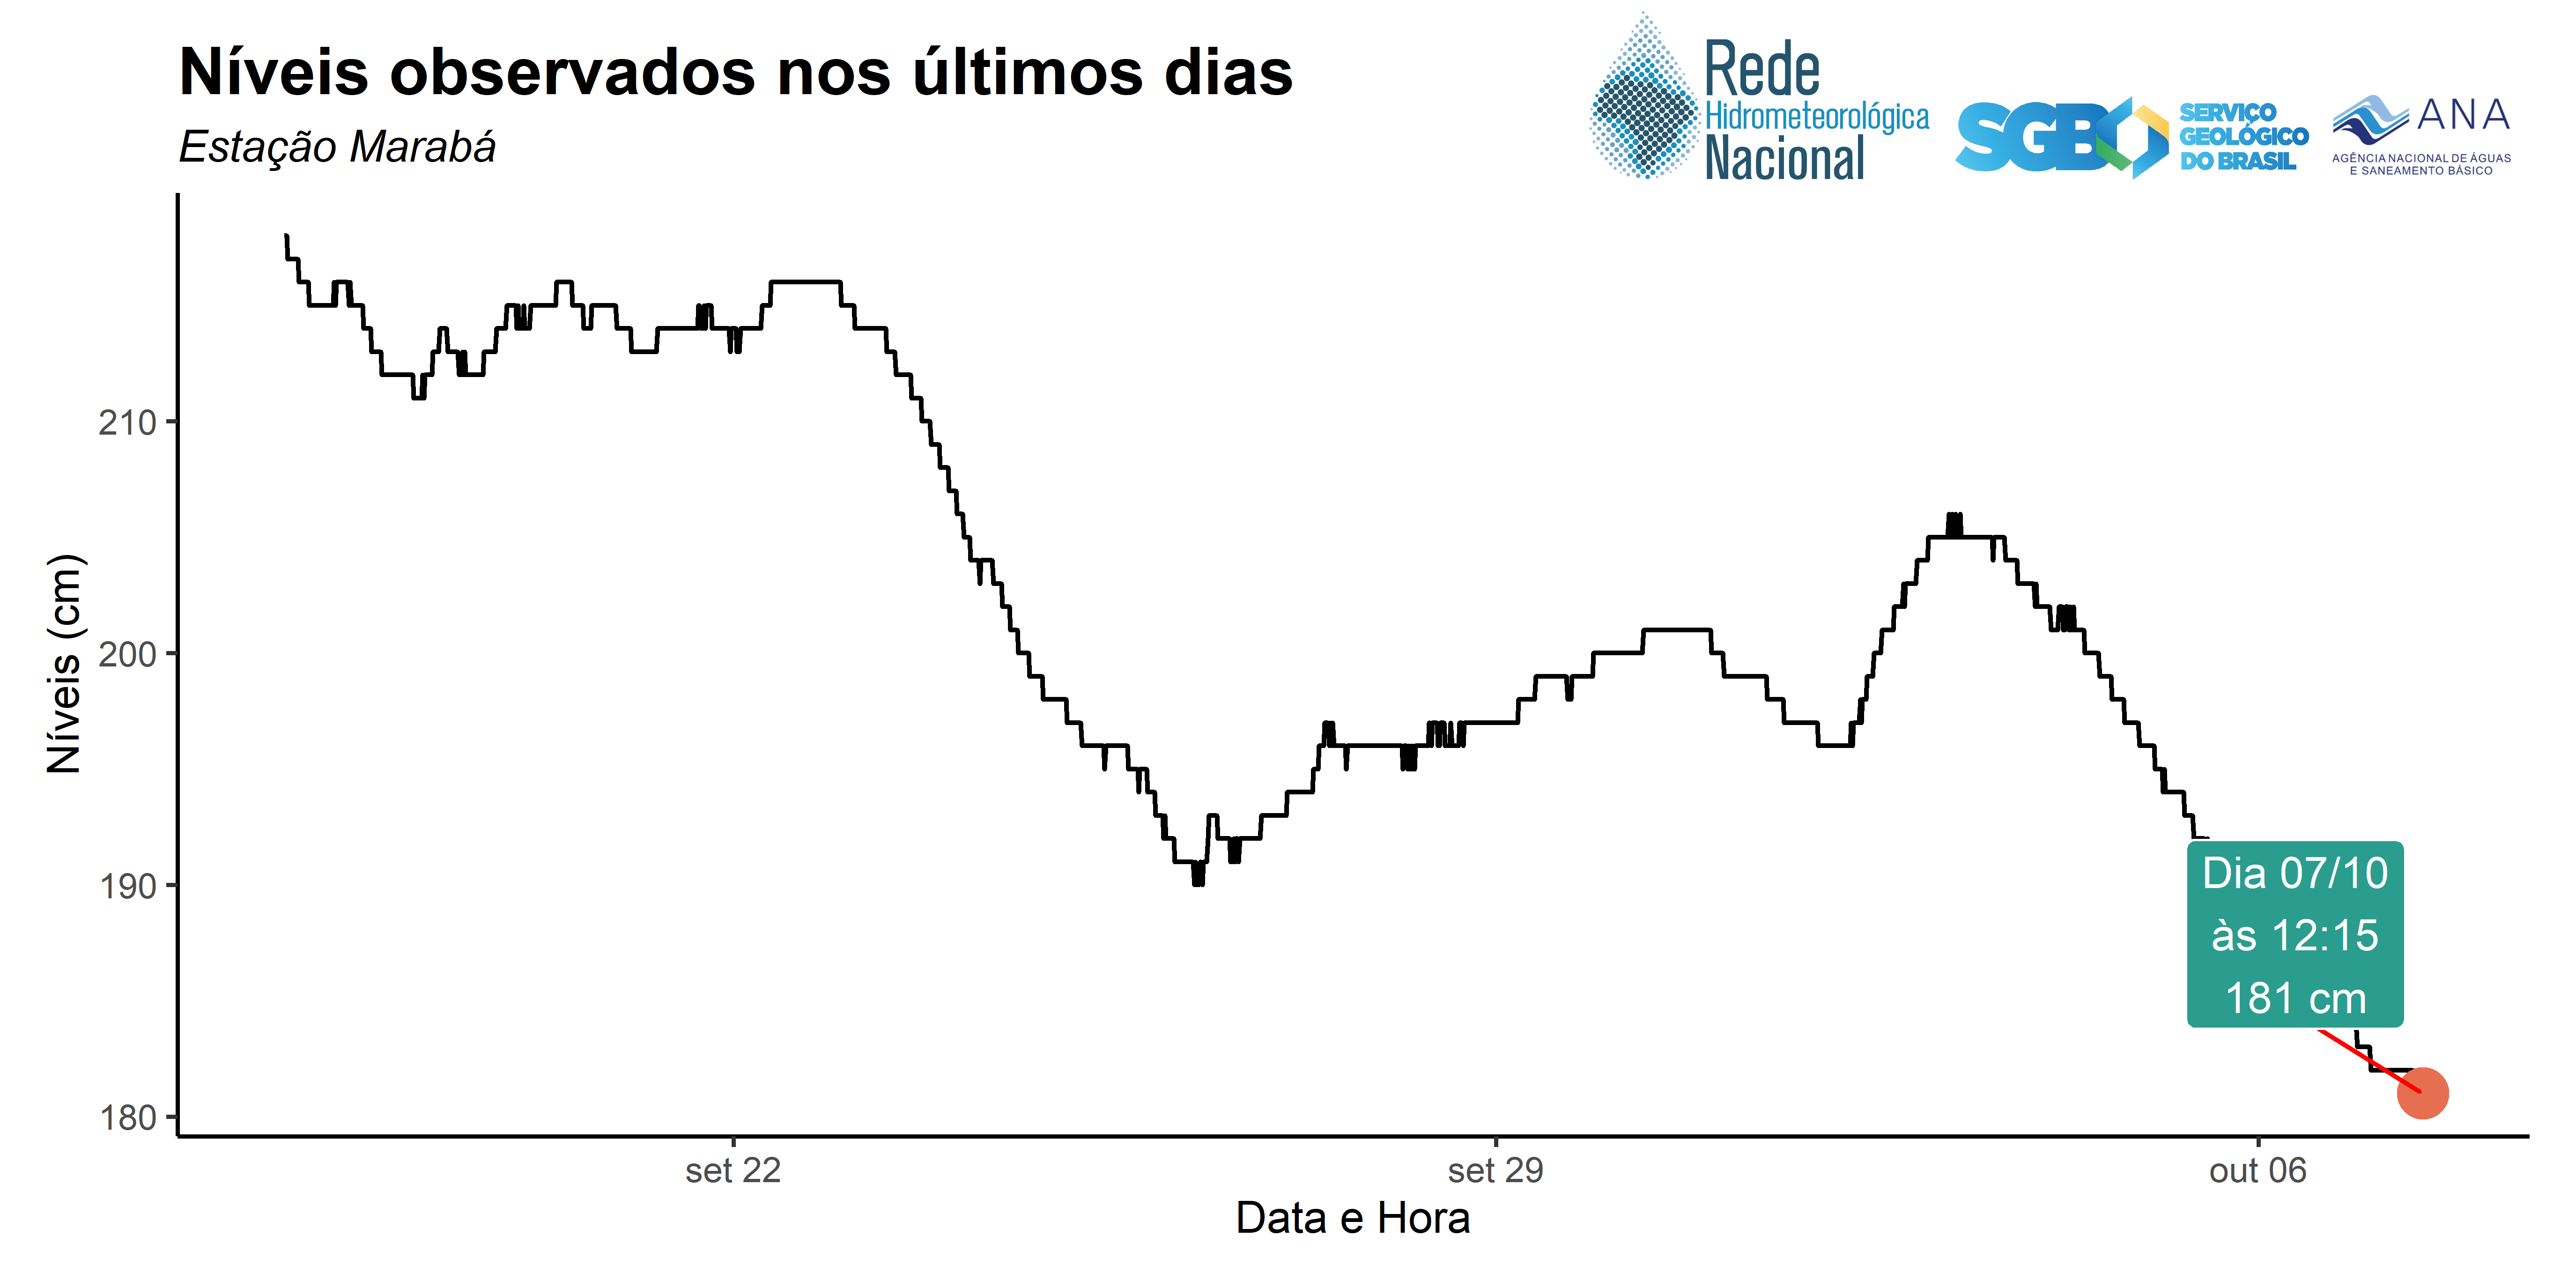 Níveis observados nos últimos dias
Estação Marabá
Rede
Hidrometeorológica
Nacional
SGB
SERVIÇO
GEOLÓGICO
DO BRASIL
ANA
AGÊNCIA NACIONAL DE ÁGUAS
E SANEAMENTO BÁSICO
Níveis (cm)
210
200
190
180
Dia 07/10
às 12:15
181 cm
set 22
set 29
out 06
Data e Hora